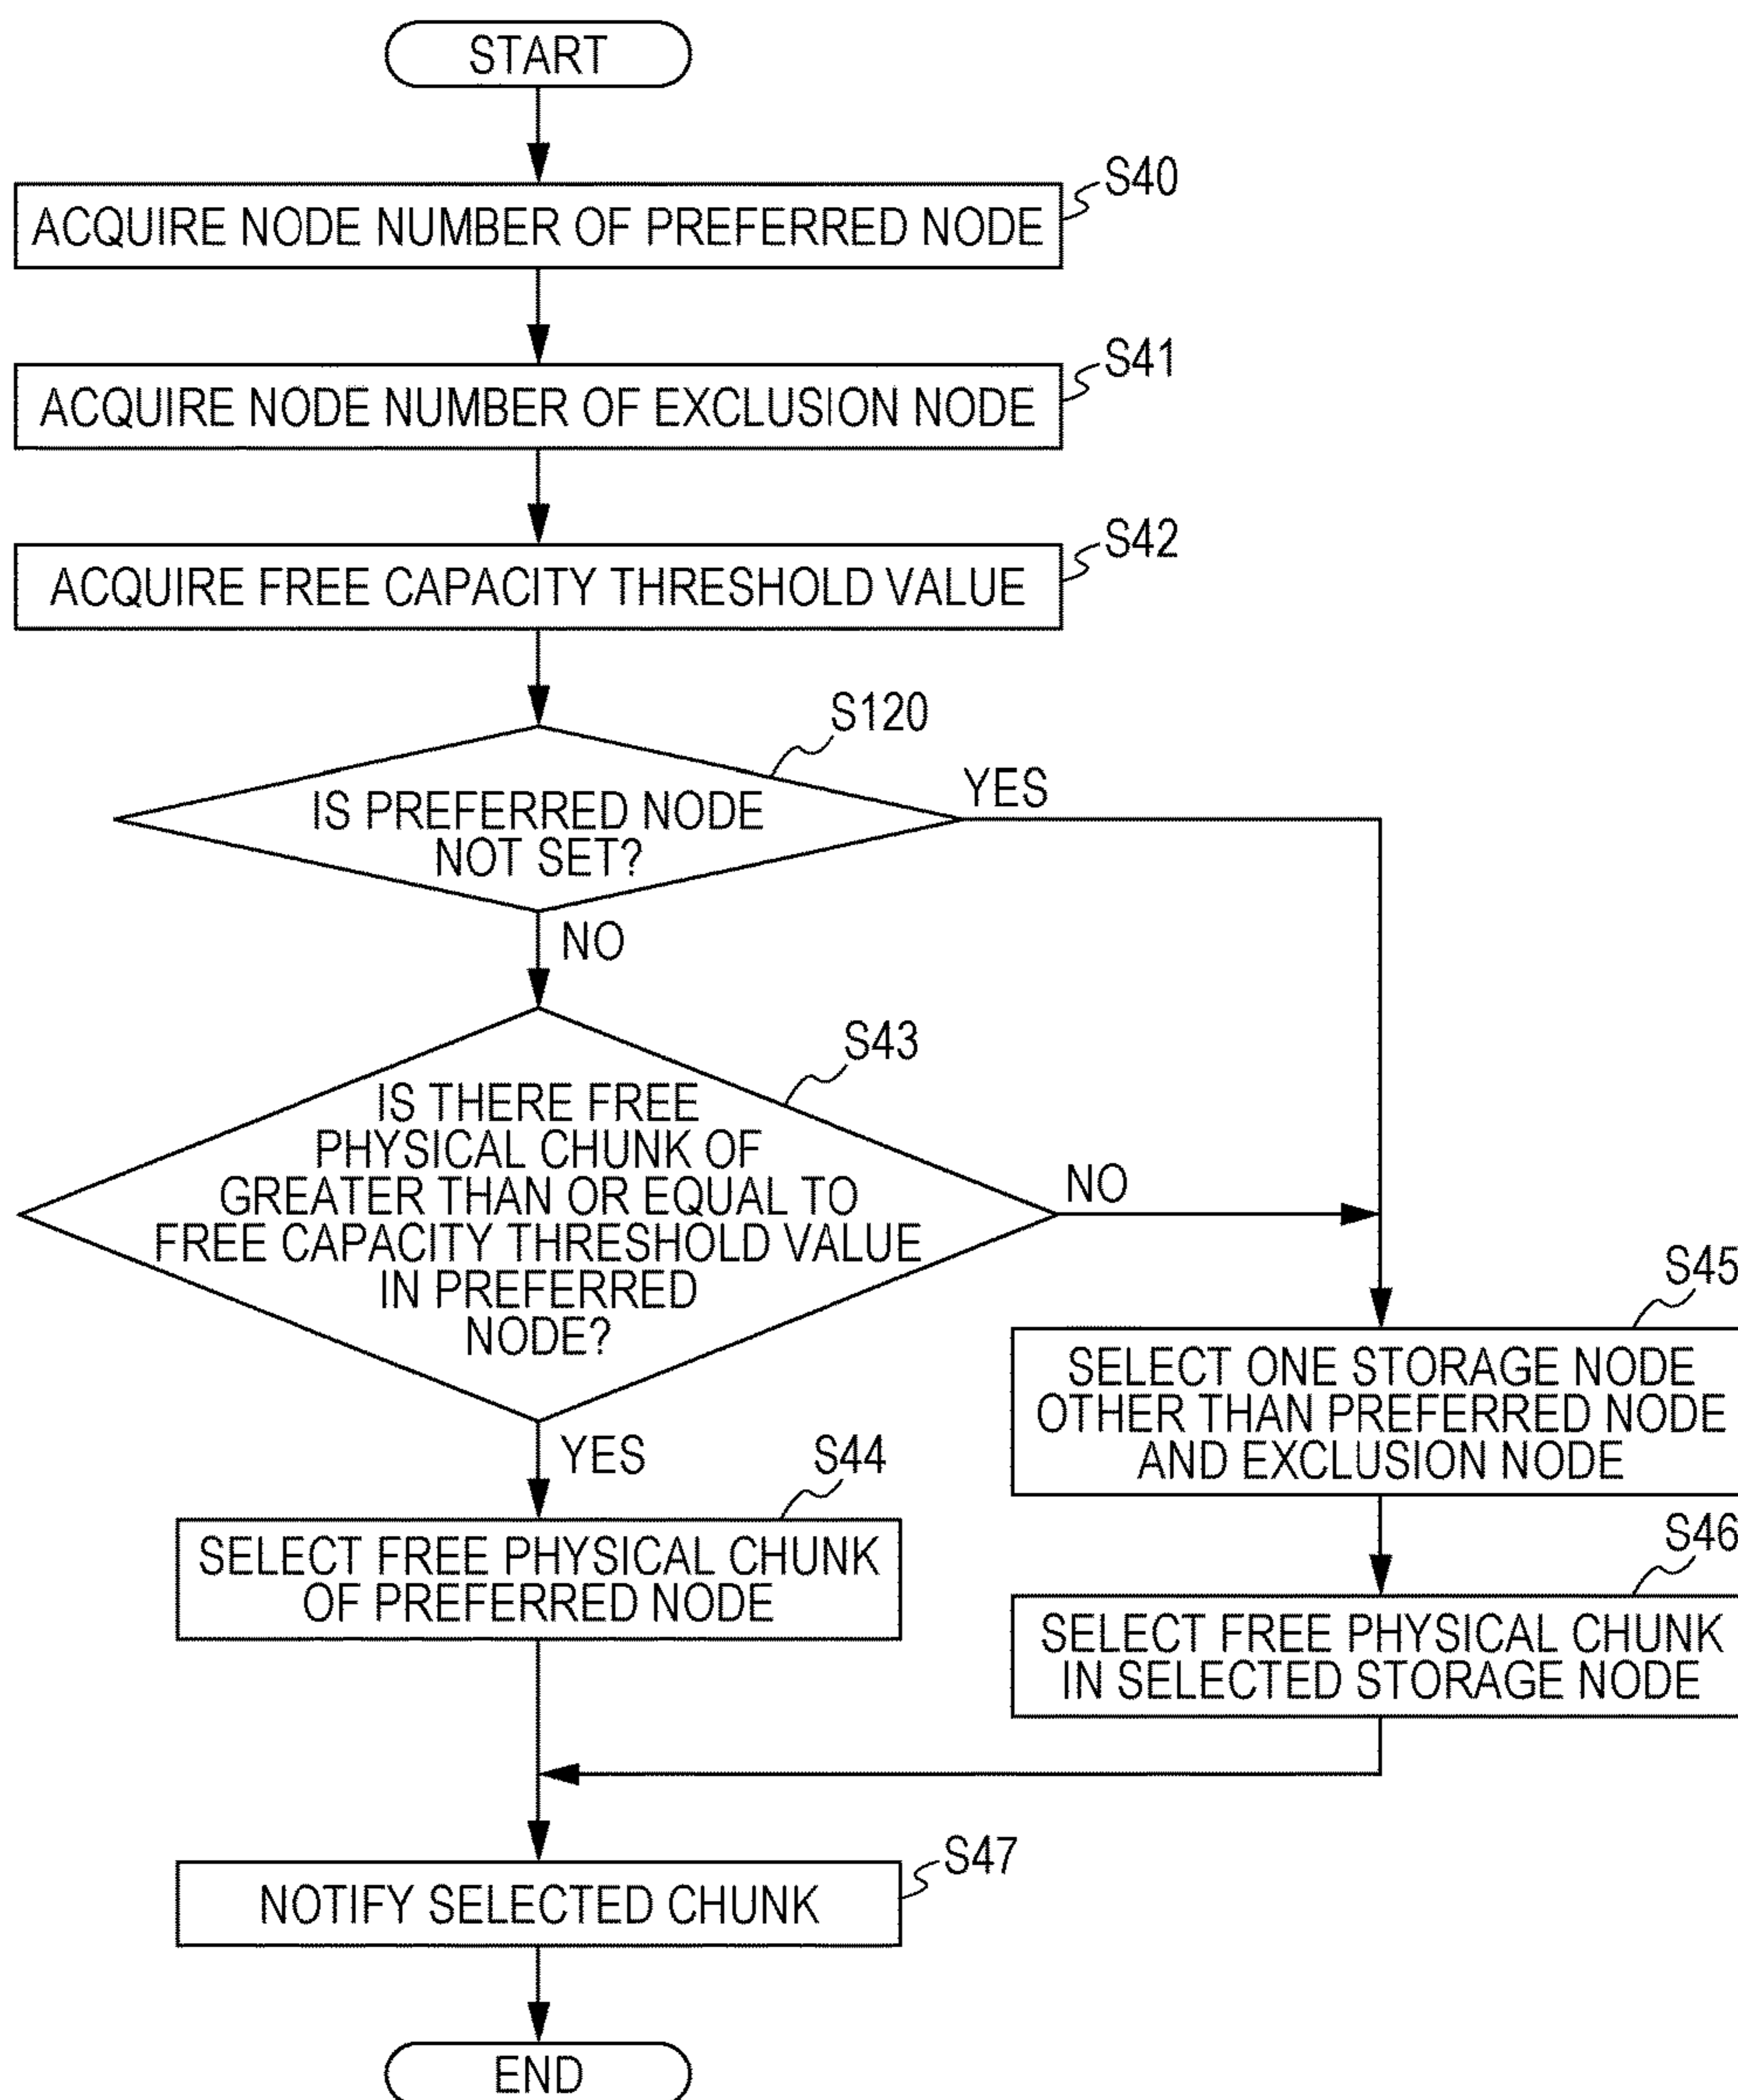 START
S40
ACQUIRE NODE NUMBER OF PREFERRED NODE
S41
ACQUIRE NODE NUMBER OF EXCLUSION NODE
S42
ACQUIRE FREE CAPACITY THRESHOLD VALUE
S120
IS PREFERRED NODE
NOT SET?
YES
NO
S43
IS THERE FREE
PHYSICAL CHUNK OF
GREATER THAN OR EQUAL TO
FREE CAPACITY THRESHOLD VALUE
IN PREFERRED
NODE?
NO
YES
S45
SELECT ONE STORAGE NODE
OTHER THAN PREFERRED NODE
AND EXCLUSION NODE
S44
SELECT FREE PHYSICAL CHUNK
OF PREFERRED NODE
S46
SELECT FREE PHYSICAL CHUNK
IN SELECTED STORAGE NODE
S47
NOTIFY SELECTED CHUNK
END